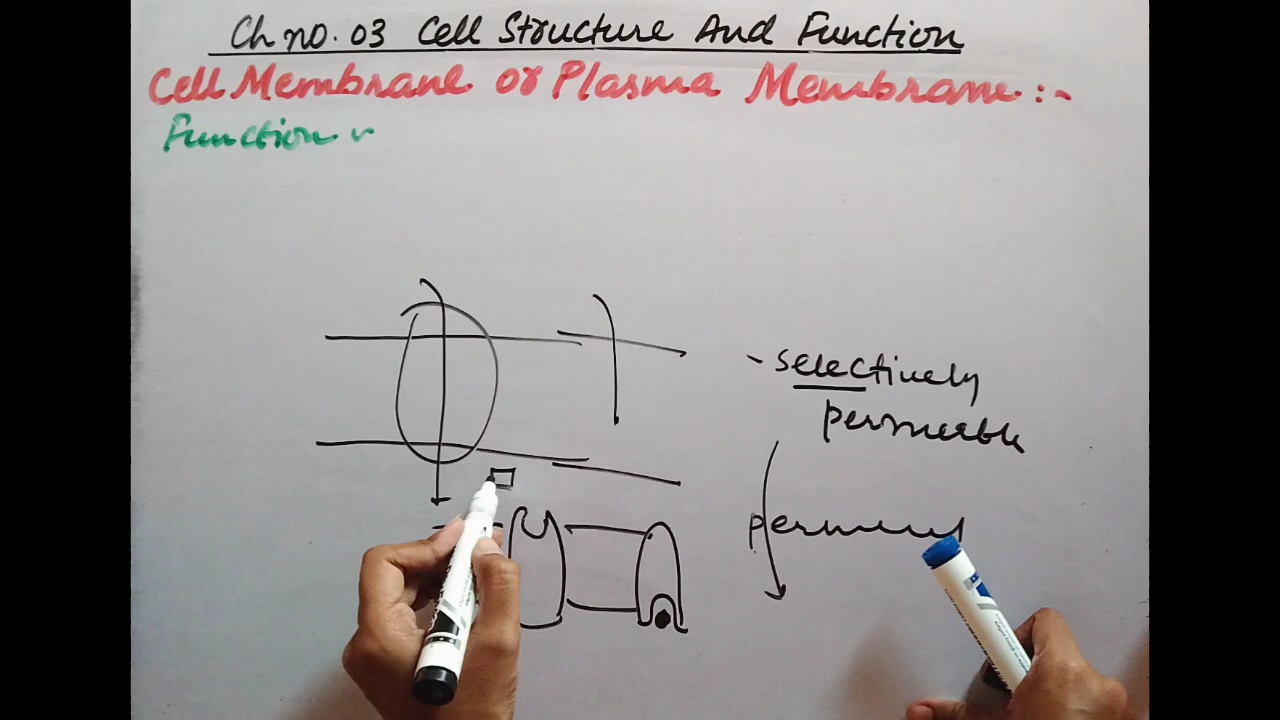 Ch no. 03 Cell Structure And Function
Cell Membrane or Plasma Membrane :-
Function
- selectively
permeable